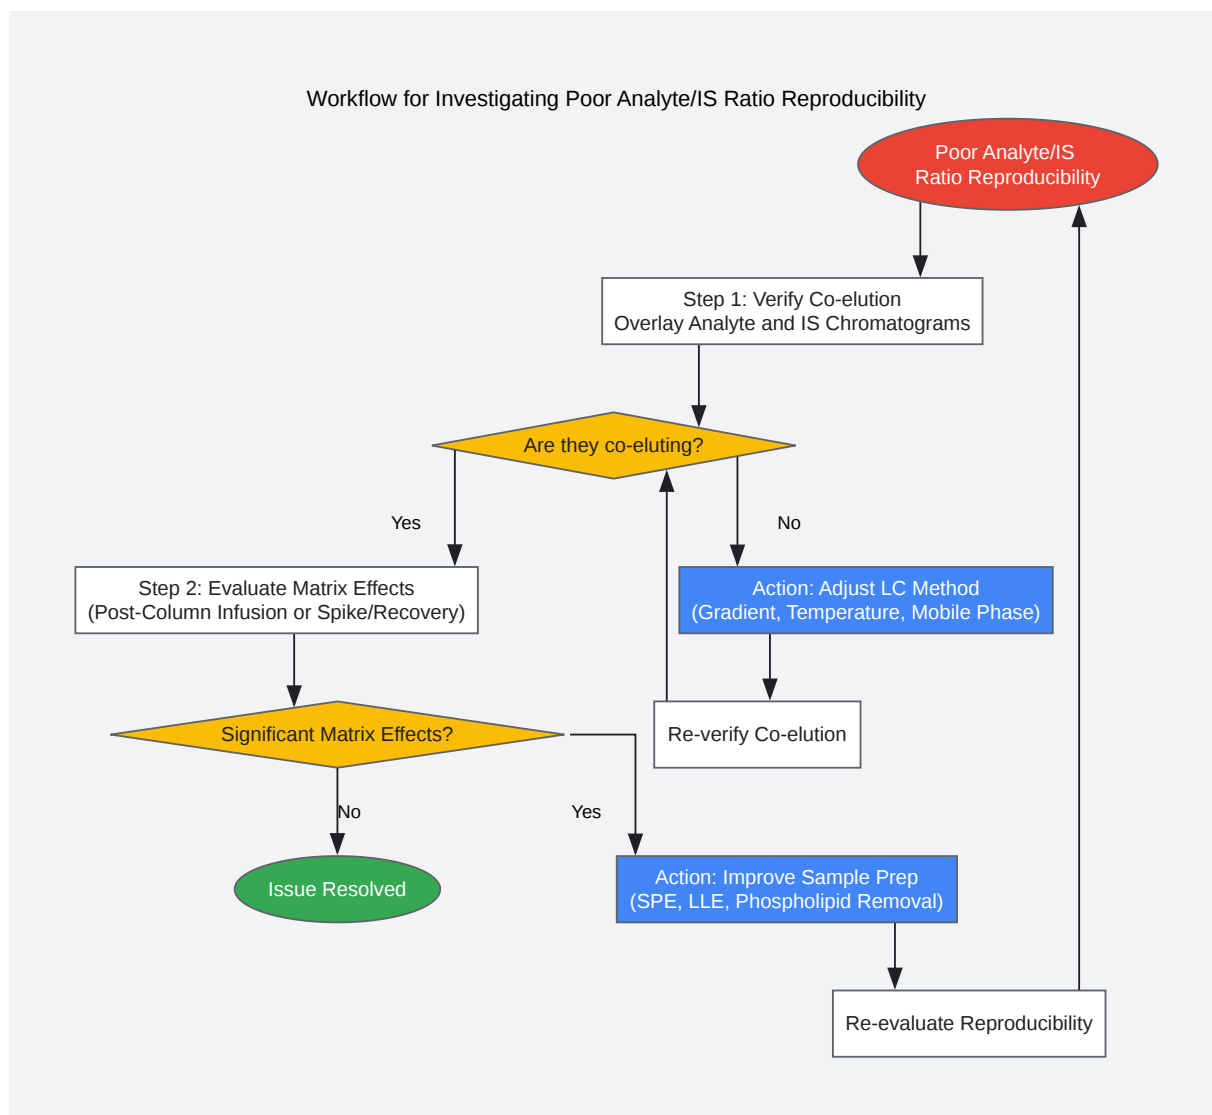 Workflow for Investigating Poor Analyte/IS Ratio Reproducibility
Poor Analyte/IS
Ratio Reproducibility
Step 1: Verify Co-elution
Overlay Analyte and IS Chromatograms
Are they co-eluting?
Yes
No
Step 2: Evaluate Matrix Effects
(Post-Column Infusion or Spike/Recovery)
Action: Adjust LC Method
(Gradient, Temperature, Mobile Phase)
Significant Matrix Effects?
Re-verify Co-elution
No
Yes
Issue Resolved
Action: Improve Sample Prep
(SPE, LLE, Phospholipid Removal)
Re-evaluate Reproducibility